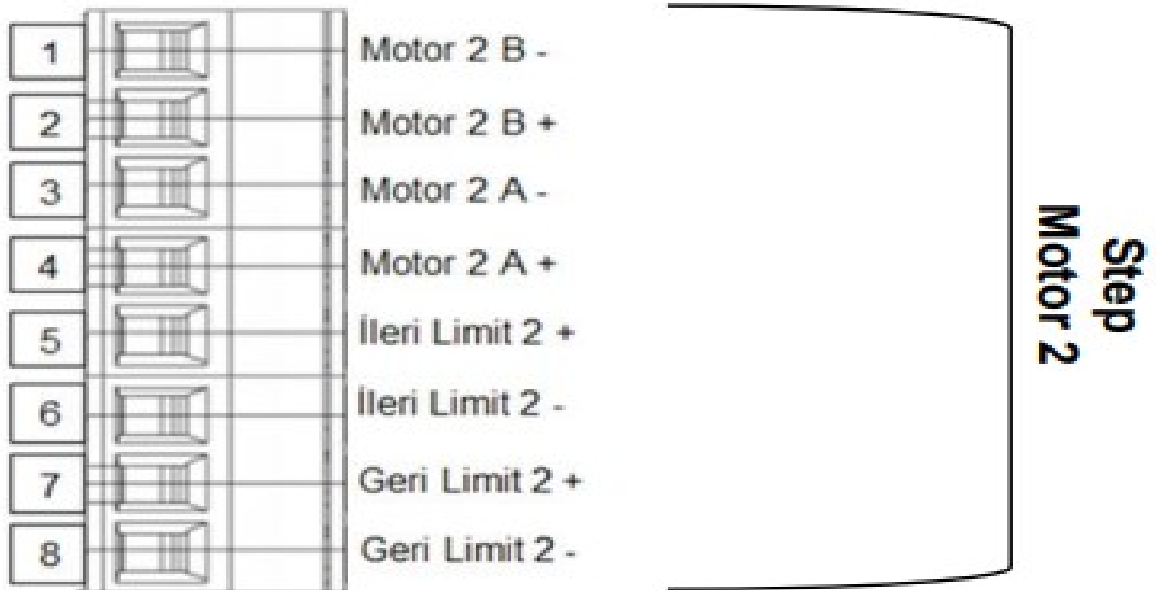 1 Motor 2 B -
2 Motor 2 B +
3 Motor 2 A -
4 Motor 2 A +
5 İleri Limit 2 +
6 İleri Limit 2 -
7 Geri Limit 2 +
8 Geri Limit 2 -
Step
Motor 2